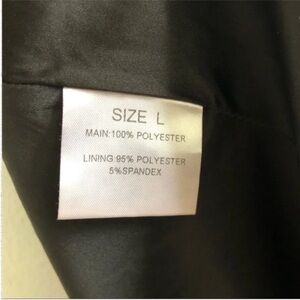 SIZE L
MAIN:100% POLYESTER
LINING:95% POLYESTER
5%SPANDEX